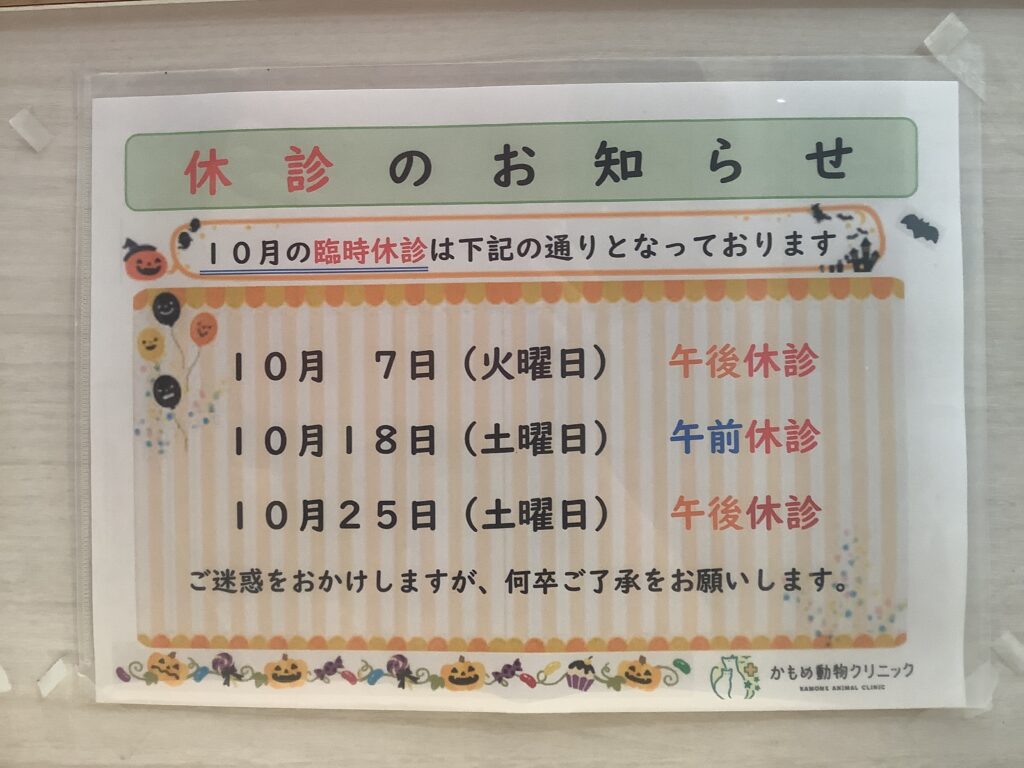 休診のお知らせ
10月の臨時休診は下記の通りとなっております
10月 7日（火曜日） 午後休診
10月18日（土曜日） 午前休診
10月25日（土曜日） 午後休診
ご迷惑をおかけしますが、何卒ご了承をお願いします。
かもめ動物クリニック
KAMOME ANIMAL CLINIC